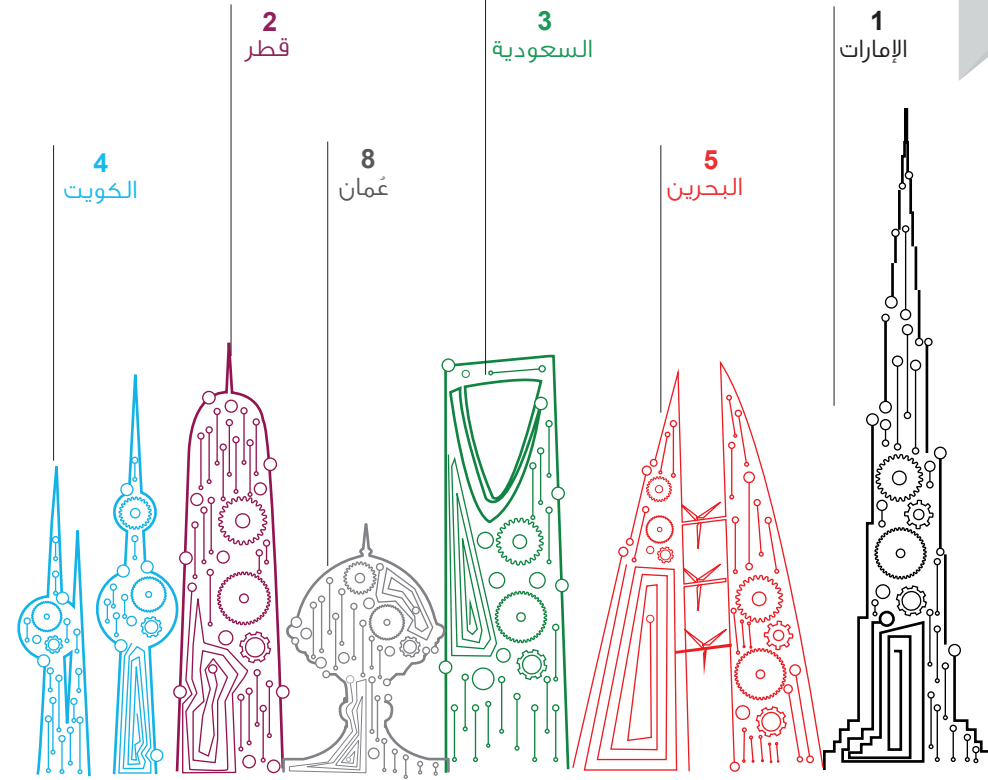 1
الإمارات
3
السعودية
2
قطر
5
البحرين
8
عُمان
4
الكويت